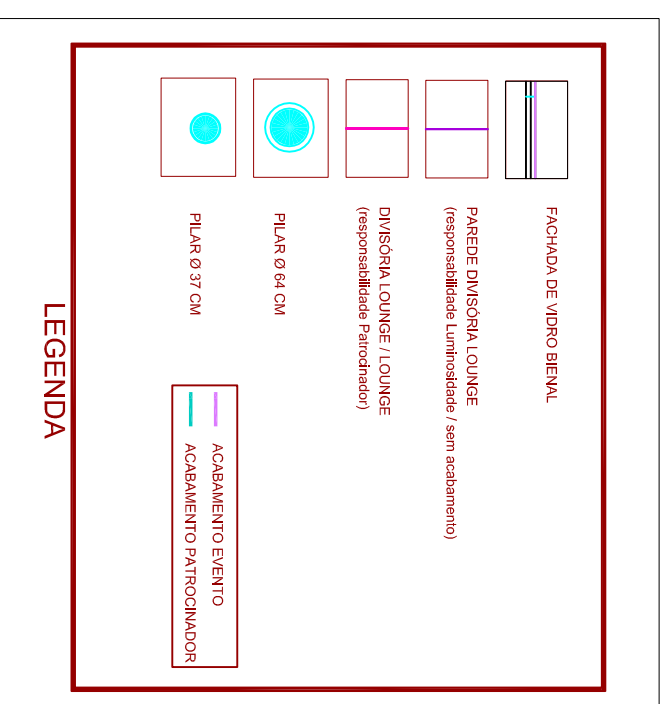 FACHADA DE VIDRO BIENAL
PAREDE DIVISÓRIA LOUNGE
(responsabilidade Luminosidade / sem acabamento)
DIVISÓRIA LOUNGE / LOUNGE
(responsabilidade Patrocinador)
PILAR Ø 64 CM
PILAR Ø 37 CM
ACABAMENTO EVENTO
ACABAMENTO PATROCINADOR
LEGENDA